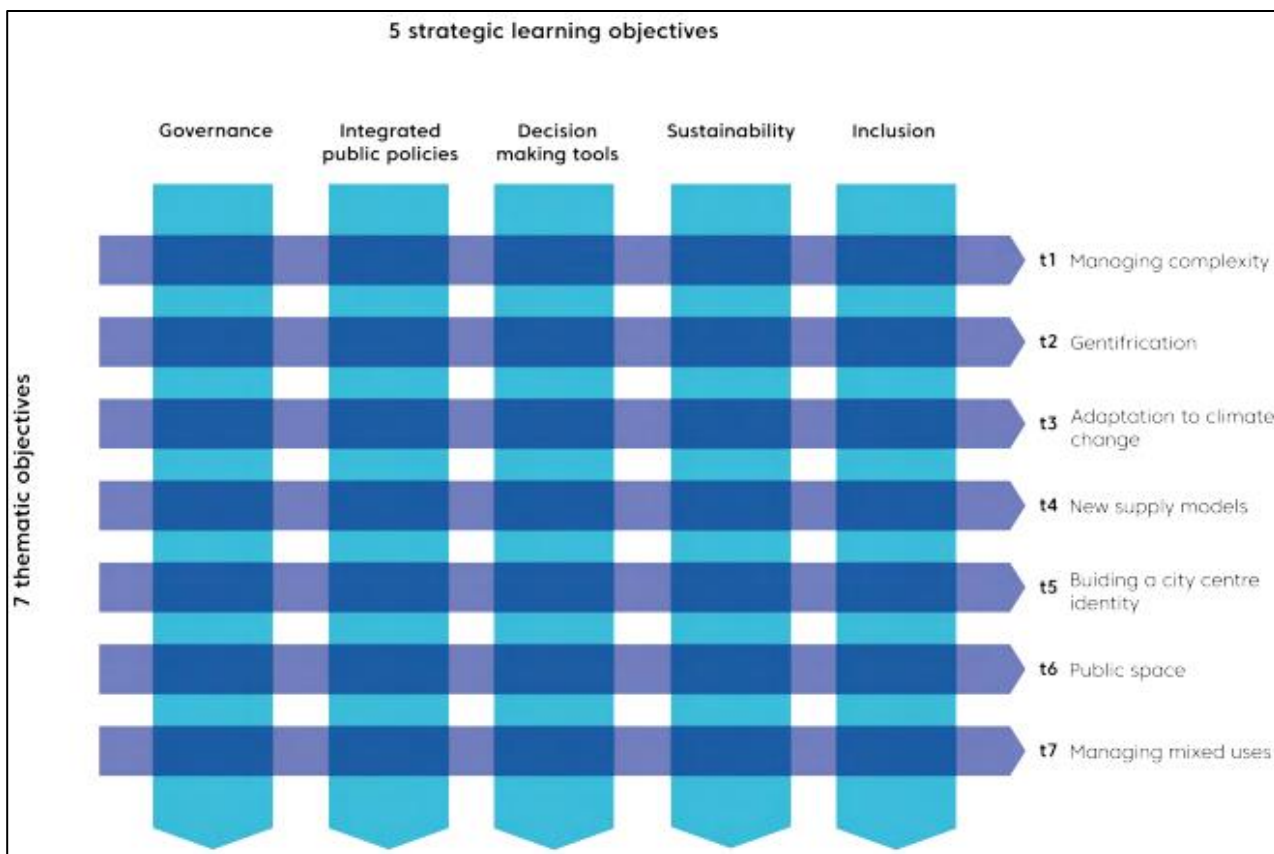 5 strategic learning objectives
Governance
Integrated
public policies
Decision
making tools
Sustainability
Inclusion
7 thematic objectives
t1 Managing complexity
t2 Gentifrication
t3 Adaptation to climate
change
t4 New supply models
t5 Buiding a city centre
identity
t6 Public space
t7 Managing mixed uses